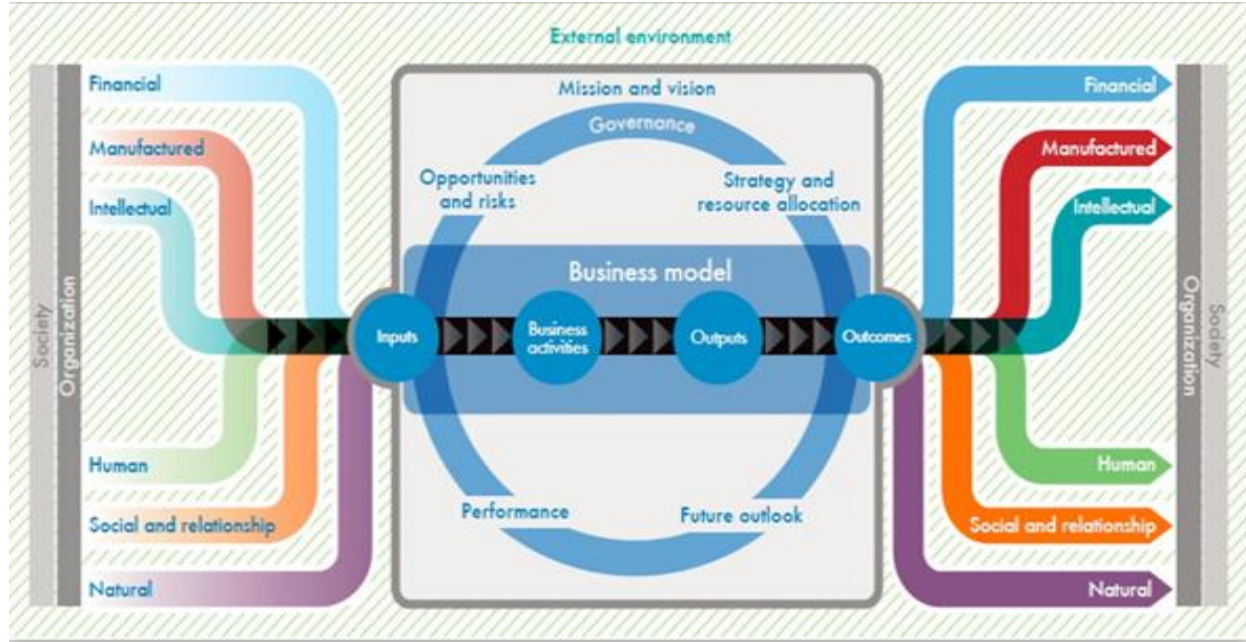 External environment
Society
Organization
Financial
Manufactured
Intellectual
Human
Social and relationship
Natural
Mission and vision
Governance
Opportunities
and risks
Strategy and
resource allocation
Business model
Inputs
Business
activities
Outputs
Outcomes
Performance
Future outlook
Financial
Manufactured
Intellectual
Human
Social and relationship
Natural
Organization
Society